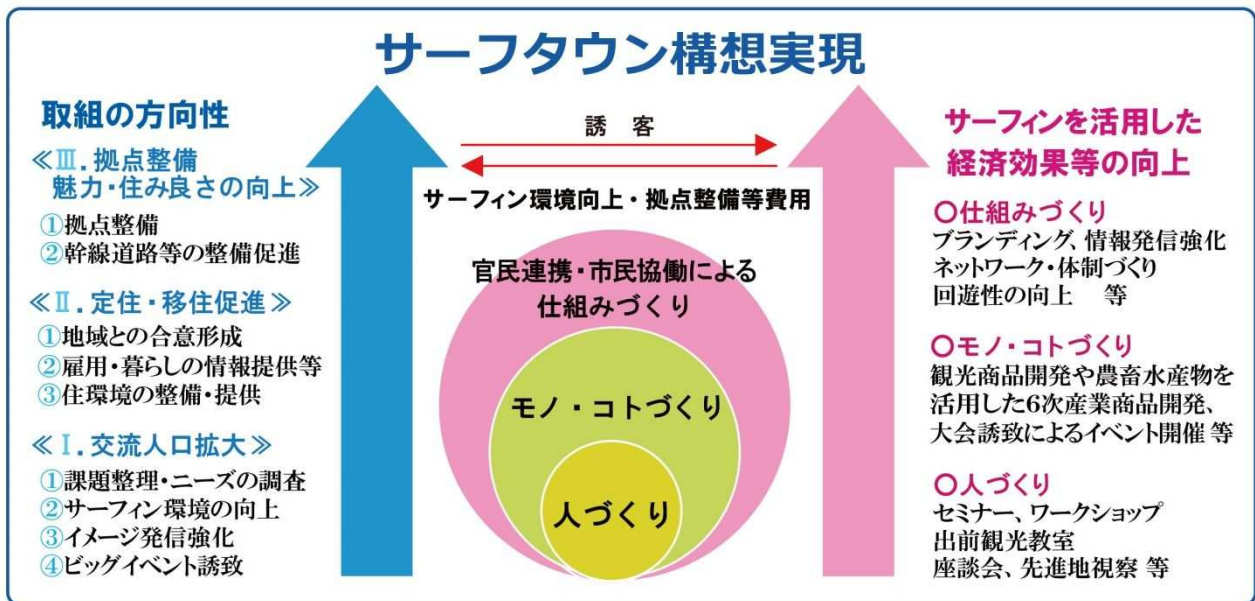 サーフタウン構想実現
取組の方向性
≪Ⅲ.拠点整備
魅力・住み良さの向上≫
①拠点整備
②幹線道路等の整備促進
≪Ⅱ.定住・移住促進≫
①地域との合意形成
②雇用・暮らしの情報提供等
③住環境の整備・提供
≪Ⅰ.交流人口拡大≫
①課題整理・ニーズの調査
②サーフィン環境の向上
③イメージ発信強化
④ビッグイベント誘致
誘 客
サーフィン環境向上・拠点整備等費用
官民連携・市民協働による
仕組みづくり
モノ・コトづくり
人づくり
サーフィンを活用した
経済効果等の向上
○仕組みづくり
ブランディング、情報発信強化
ネットワーク・体制づくり
回遊性の向上 等
○モノ・コトづくり
観光商品開発や農畜水産物を
活用した6次産業商品開発、
大会誘致によるイベント開催 等
○人づくり
セミナー、ワークショップ
出前観光教室
座談会、先進地視察 等